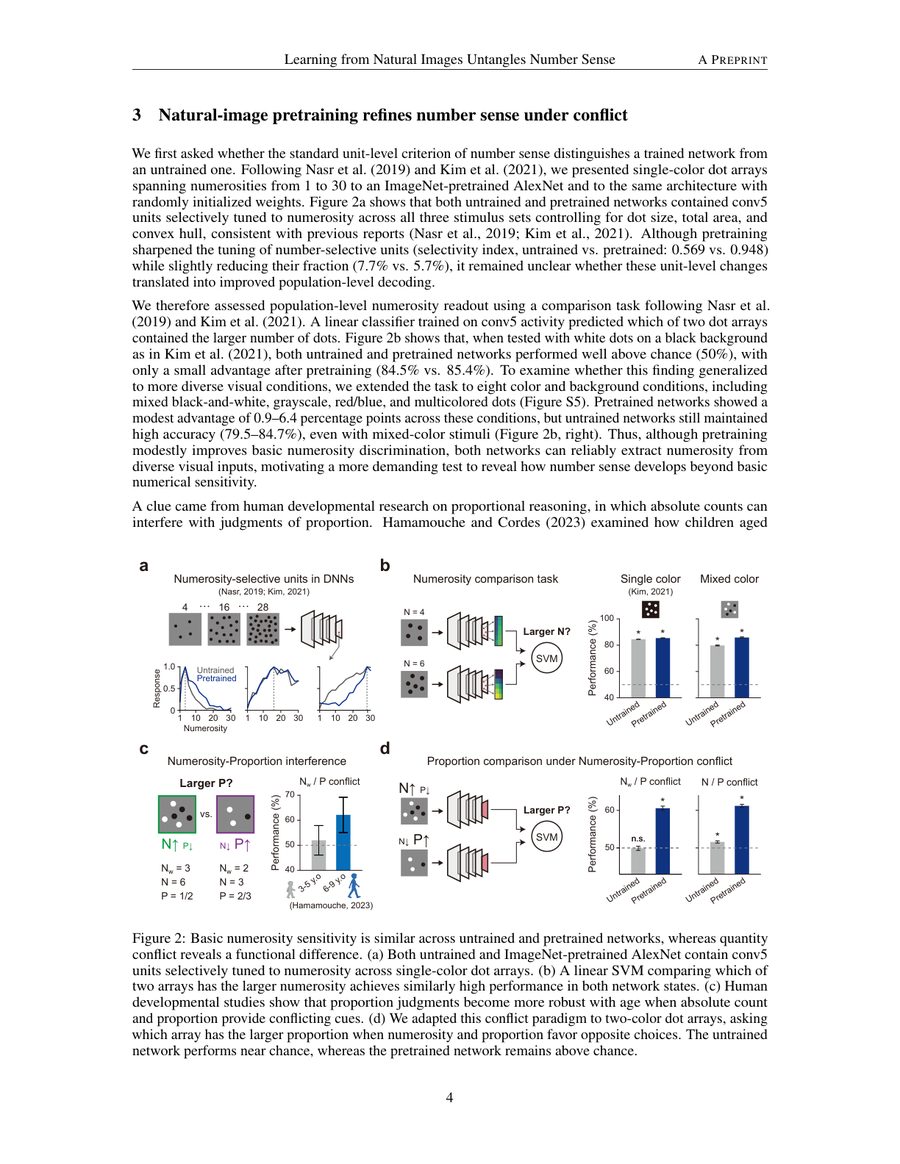 Learning from Natural Images Untangles Number Sense
A PREPRINT
3 Natural-image pretraining refines number sense under conflict
We first asked whether the standard unit-level criterion of number sense distinguishes a trained network from
an untrained one. Following Nasr et al. (2019) and Kim et al. (2021), we presented single-color dot arrays
spanning numerosities from 1 to 30 to an ImageNet-pretrained AlexNet and to the same architecture with
randomly initialized weights. Figure 2a shows that both untrained and pretrained networks contained conv5
units selectively tuned to numerosity across all three stimulus sets controlling for dot size, total area, and
convex hull, consistent with previous reports (Nasr et al., 2019; Kim et al., 2021). Although pretraining
sharpened the tuning of number-selective units (selectivity index, untrained vs. pretrained: 0.569 vs. 0.948)
while slightly reducing their fraction (7.7% vs. 5.7%), it remained unclear whether these unit-level changes
translated into improved population-level decoding.
We therefore assessed population-level numerosity readout using a comparison task following Nasr et al.
(2019) and Kim et al. (2021). A linear classifier trained on conv5 activity predicted which of two dot arrays
contained the larger number of dots. Figure 2b shows that, when tested with white dots on a black background
as in Kim et al. (2021), both untrained and pretrained networks performed well above chance (50%), with
only a small advantage after pretraining (84.5% vs. 85.4%). To examine whether this finding generalized
to more diverse visual conditions, we extended the task to eight color and background conditions, including
mixed black-and-white, grayscale, red/blue, and multicolored dots (Figure S5). Pretrained networks showed a
modest advantage of 0.9–6.4 percentage points across these conditions, but untrained networks still maintained
high accuracy (79.5–84.7%), even with mixed-color stimuli (Figure 2b, right). Thus, although pretraining
modestly improves basic numerosity discrimination, both networks can reliably extract numerosity from
diverse visual inputs, motivating a more demanding test to reveal how number sense develops beyond basic
numerical sensitivity.
A clue came from human developmental research on proportional reasoning, in which absolute counts can
interfere with judgments of proportion. Hamamouche and Cordes (2023) examined how children aged
a
Numerosity-selective units in DNNs
(Nasr, 2019; Kim, 2021)
4 ⋯ 16 ⋯ 28
Response
1.0
0.5
0
Untrained
Pretrained
1 10 20 30
1 10 20 30
1 10 20 30
Numerosity
b
Numerosity comparison task
N = 4
N = 6
Larger N?
SVM
Single color
(Kim, 2021)
Mixed color
Performance (%)
100
80
60
40
* *
* *
Untrained
Pretrained
Untrained
Pretrained
c
Numerosity-Proportion interference
Larger P?
vs.
N↑ P↓
N↓ P↑
Nw = 3
N = 6
P = 1/2
Nw = 2
N = 3
P = 2/3
Nw / P conflict
Performance (%)
70
60
50
40
3-5 y.o
6-9 y.o
(Hamamouche, 2023)
d
Proportion comparison under Numerosity-Proportion conflict
N↑ P↓
N↓ P↑
Larger P?
SVM
Nw / P conflict
N / P conflict
Performance (%)
60
50
n.s. *
* *
Untrained
Pretrained
Untrained
Pretrained
Figure 2: Basic numerosity sensitivity is similar across untrained and pretrained networks, whereas quantity
conflict reveals a functional difference. (a) Both untrained and ImageNet-pretrained AlexNet contain conv5
units selectively tuned to numerosity across single-color dot arrays. (b) A linear SVM comparing which of
two arrays has the larger numerosity achieves similarly high performance in both network states. (c) Human
developmental studies show that proportion judgments become more robust with age when absolute count
and proportion provide conflicting cues. (d) We adapted this conflict paradigm to two-color dot arrays, asking
which array has the larger proportion when numerosity and proportion favor opposite choices. The untrained
network performs near chance, whereas the pretrained network remains above chance.
4